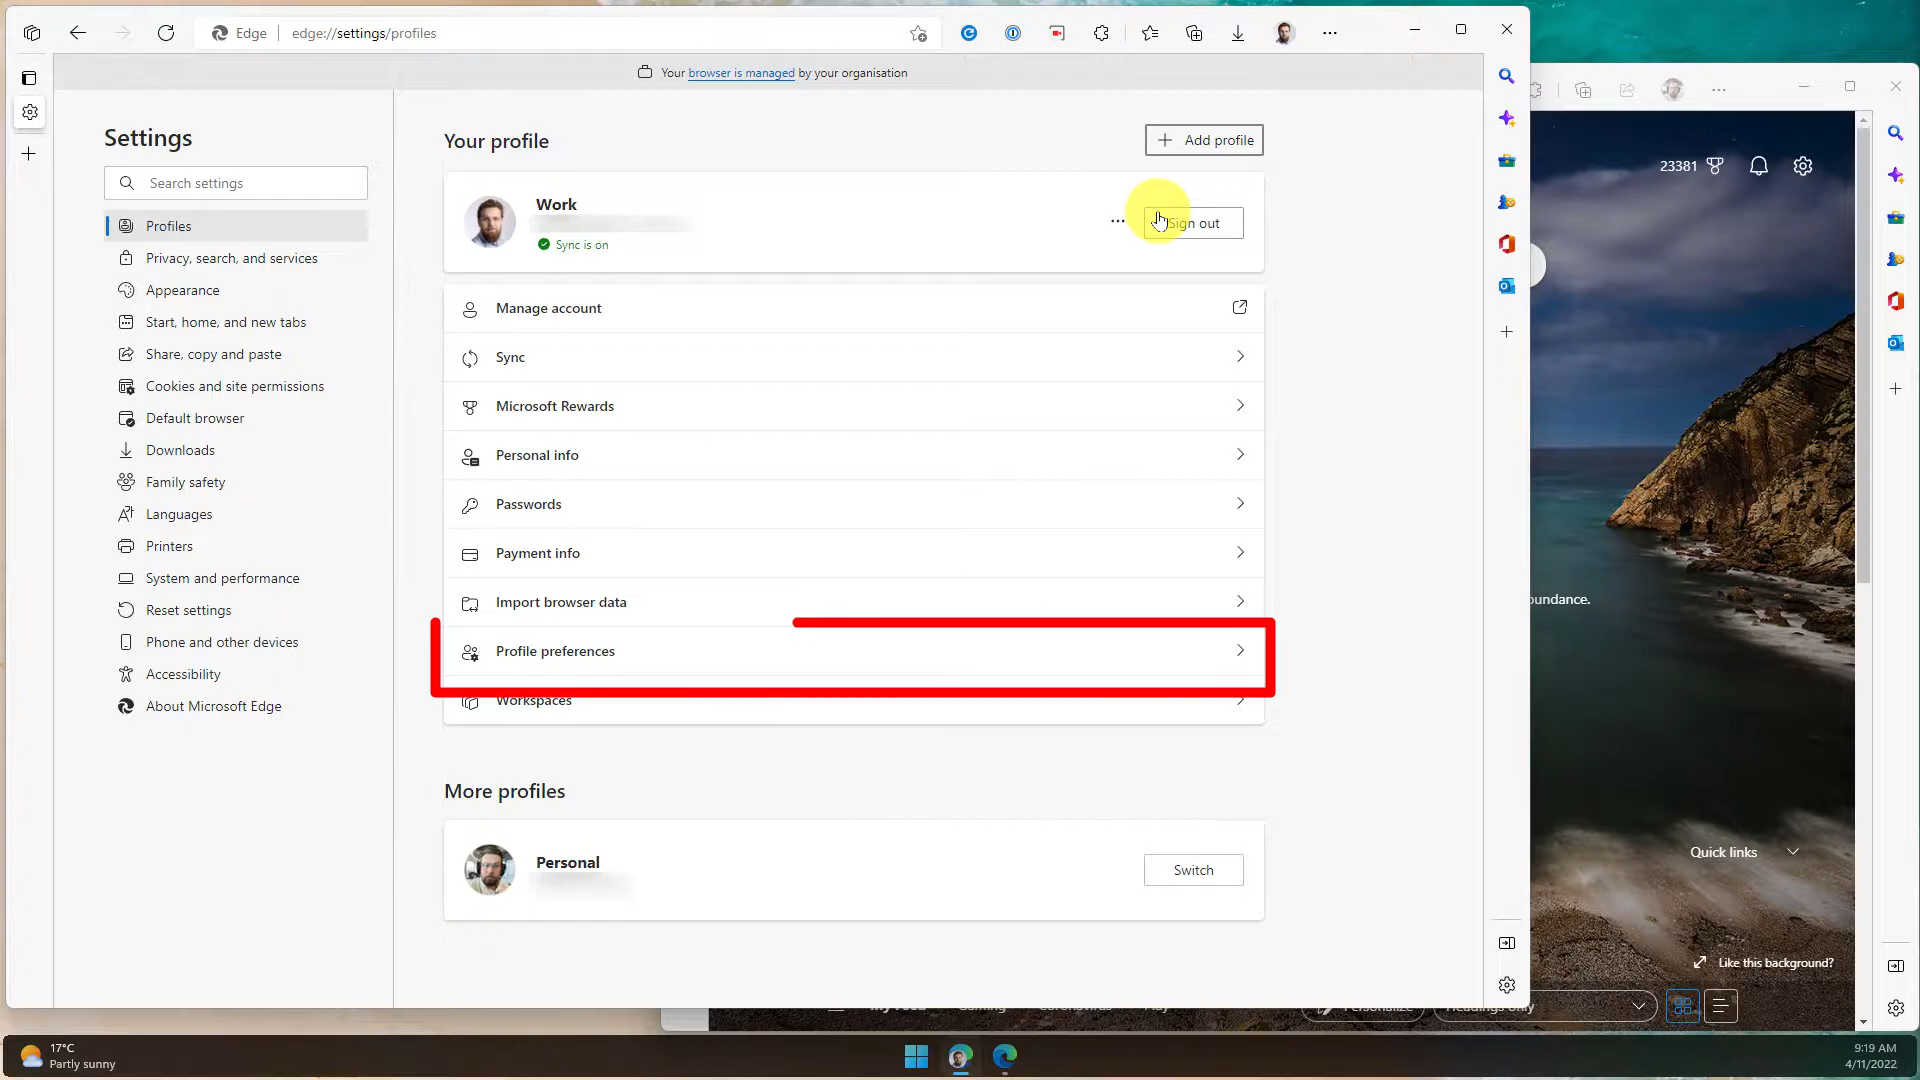 Edge
edge://settings/profiles
Your browser is managed by your organisation
Settings
Search settings
Profiles
Privacy, search, and services
Appearance
Start, home, and new tabs
Share, copy and paste
Cookies and site permissions
Default browser
Downloads
Family safety
Languages
Printers
System and performance
Reset settings
Phone and other devices
Accessibility
About Microsoft Edge
Your profile
Add profile
Work
Sync is on
Sign out
Manage account
Sync
Microsoft Rewards
Personal info
Passwords
Payment info
Import browser data
Profile preferences
Workspaces
More profiles
Personal
Switch
23381
Quick links
Like this background?
Personalize
Headings only
17°C
Partly sunny
9:19 AM
4/11/2022